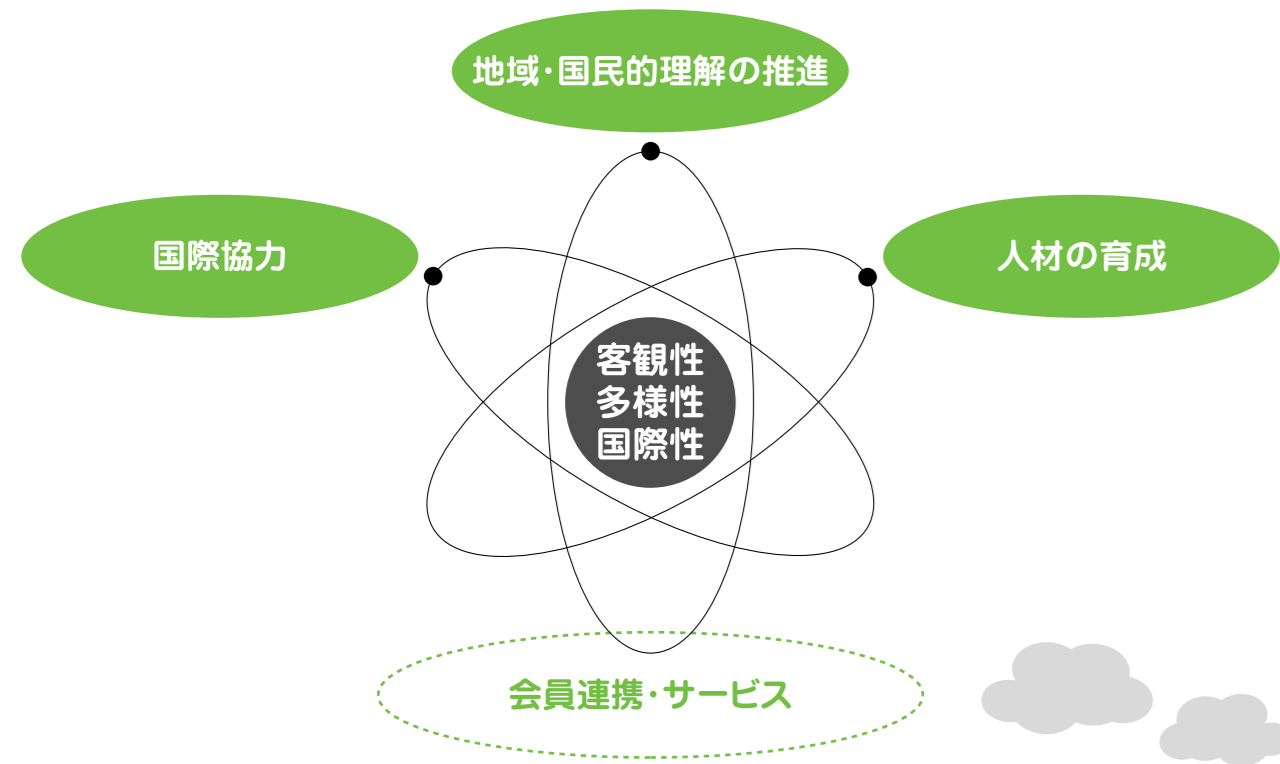 地域・国民的理解の推進
国際協力
人材の育成
客観性
多様性
国際性
会員連携・サービス